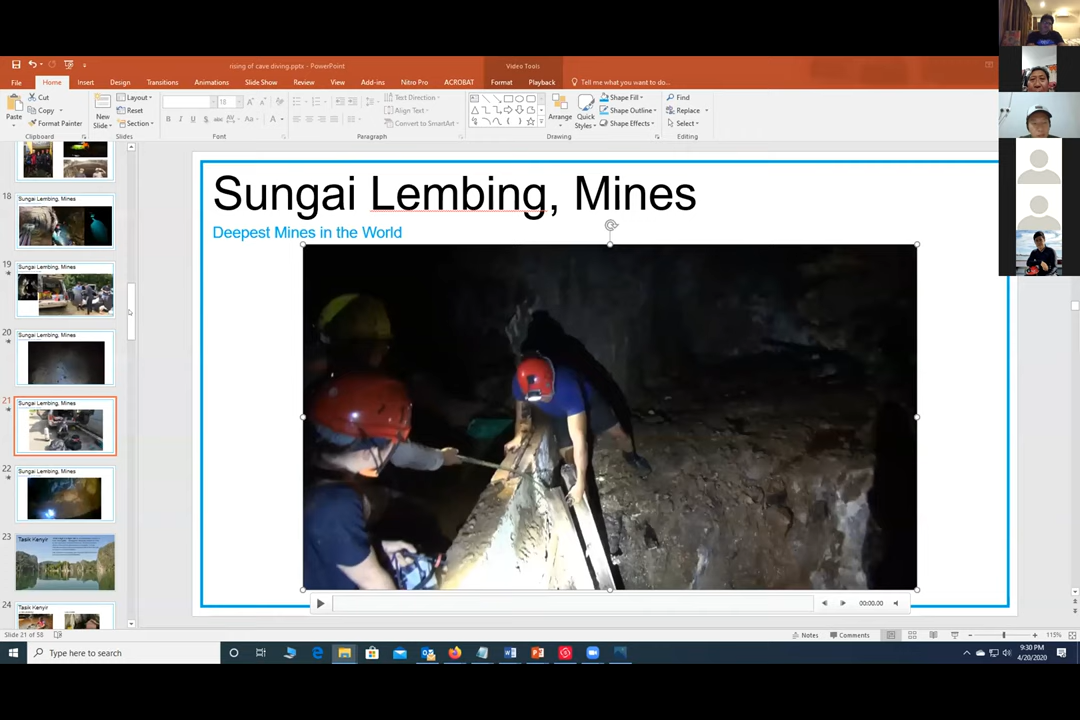 rising of cave diving.pptx - PowerPoint
Video Tools
File Home Insert Design Transitions Animations Slide Show Review View Add-ins Nitro Pro ACROBAT Format Playback Tell me what you want to do...
Paste
Cut
Copy
Format Painter
Clipboard
New Slide
Layout
Reset
Section
Slides
18
Font
Text Direction
Align Text
Convert to SmartArt
Paragraph
Arrange
Quick Styles
Shape Fill
Shape Outline
Shape Effects
Drawing
Find
Replace
Select
Editing
18
Sungai Lembing, Mines
19
Sungai Lembing, Mines
20
Sungai Lembing, Mines
21
Sungai Lembing, Mines
22
Sungai Lembing, Mines
23
Tasik Kenyir
24
Tasik Kenyir
Sungai Lembing, Mines
Deepest Mines in the World
00:00.00
Slide 21 of 58
Notes Comments 115%
Type here to search
9:30 PM
4/20/2020